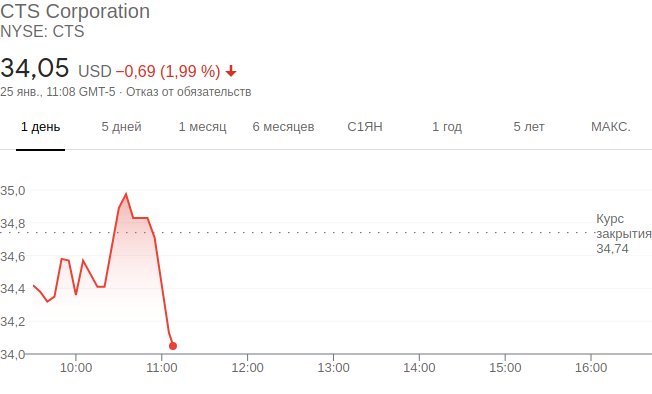 CTS Corporation
NYSE: CTS
34,05 USD −0,69 (1,99 %)
25 янв., 11:08 GMT-5 · Отказ от обязательств
1 день 5 дней 1 месяц 6 месяцев С1ЯН 1 год 5 лет МАКС.
35,0
34,8
34,6
34,4
34,2
34,0
Курс
закрытия
34,74
10:00 11:00 12:00 13:00 14:00 15:00 16:00